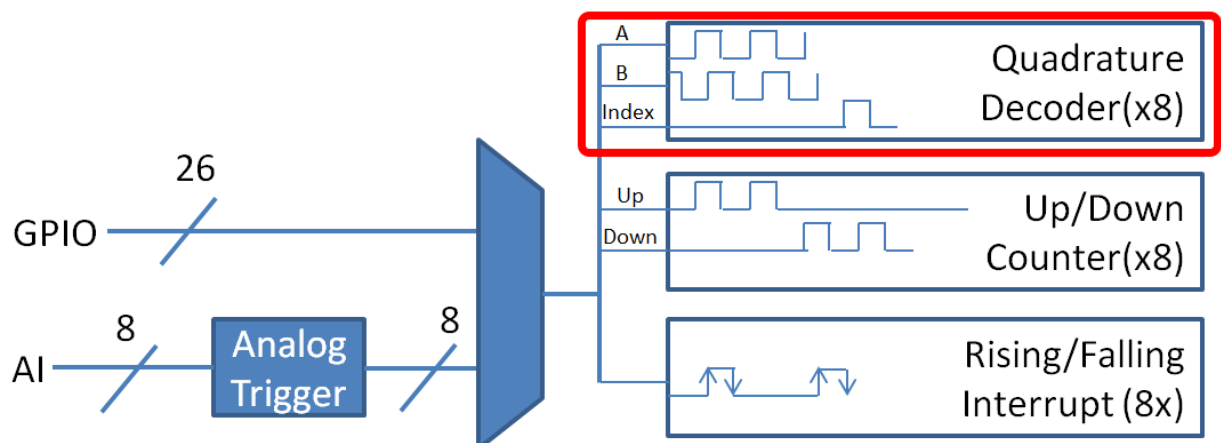 26
GPIO
8
AI
Analog
Trigger
8
A
B
Index
Quadrature
Decoder(x8)
Up
Down
Up/Down
Counter(x8)
Rising/Falling
Interrupt (8x)